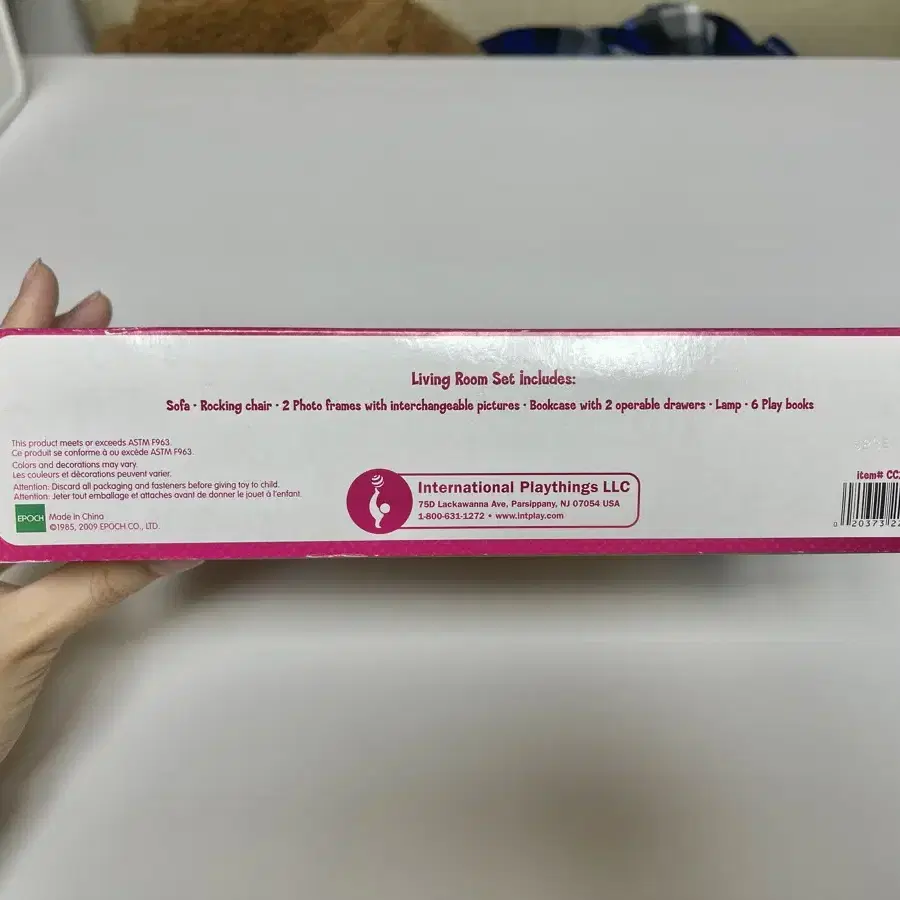 Living Room Set includes:
Sofa · Rocking chair · 2 Photo frames with interchangeable pictures · Bookcase with 2 operable drawers · Lamp · 6 Play books
This product meets or exceeds ASTM F963.
Ce produit se conforme à ou excède ASTM F963.
Colors and decorations may vary.
Les couleurs et décorations peuvent varier.
Attention: Discard all packaging and fasteners before giving toy to child.
Attention: Jeter tout emballage et attaches avant de donner le jouet à l'enfant.
EPOCH
Made in China
©1985, 2009 EPOCH CO., LTD.
International Playthings LLC
75D Lackawanna Ave, Parsippany, NJ 07054 USA
1-800-631-1272 • www.intplay.com
item# CC
0 20373 22